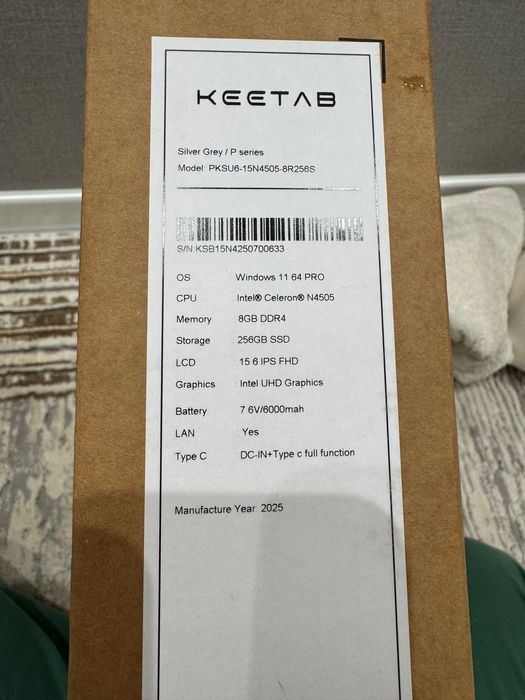 KEETAB
Silver Grey / P series
Model: PKSU6-15N4505-8R256S
S/N:KSB15N4250700633
OS Windows 11 64 PRO
CPU Intel® Celeron® N4505
Memory 8GB DDR4
Storage 256GB SSD
LCD 15 6 IPS FHD
Graphics Intel UHD Graphics
Battery 7 6V/6000mah
LAN Yes
Type C DC-IN+Type c full function
Manufacture Year 2025